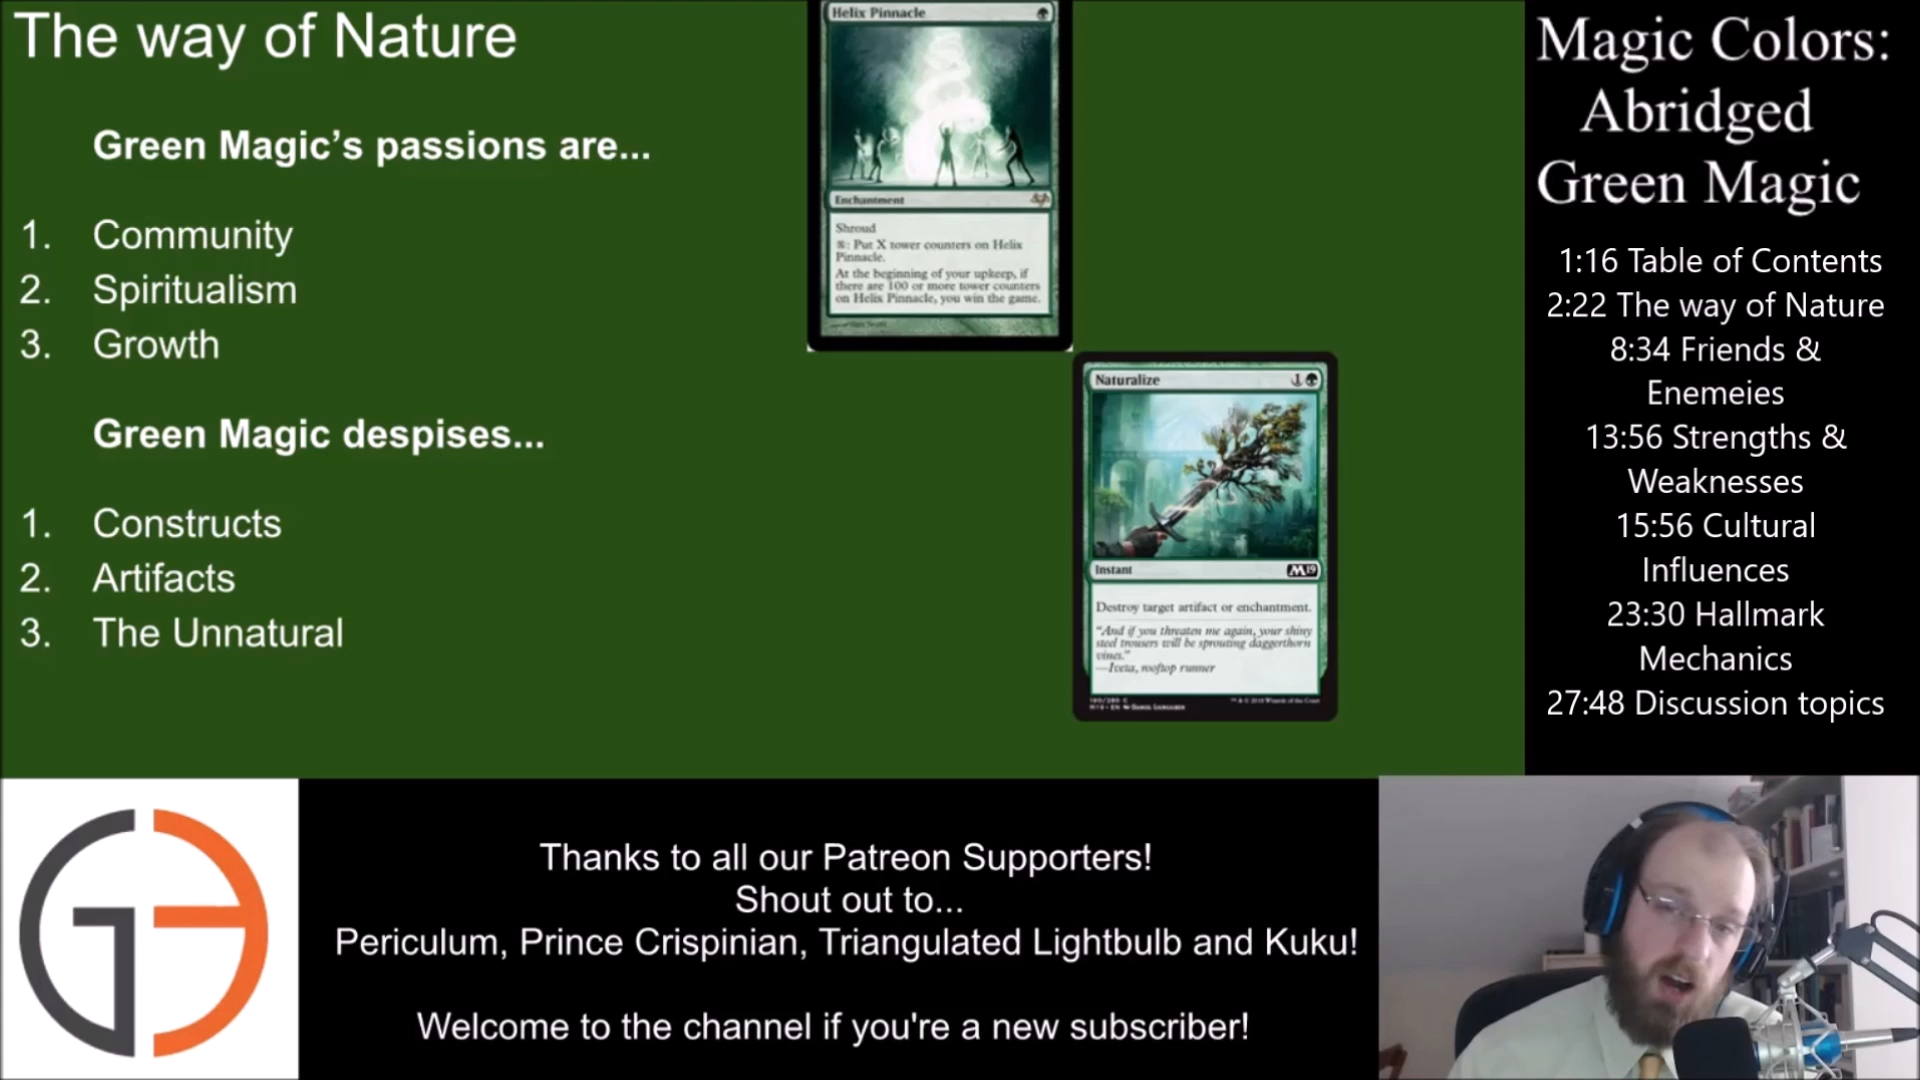 The way of Nature
Green Magic’s passions are...
1. Community
2. Spiritualism
3. Growth
Green Magic despises...
1. Constructs
2. Artifacts
3. The Unnatural
Helix Pinnacle
Enchantment
Shroud
: Put X tower counters on Helix
Pinnacle.
At the beginning of your upkeep, if
there are 100 or more tower counters
on Helix Pinnacle, you win the game.
Naturalize 1
Instant M19
Destroy target artifact or enchantment.
“And if you threaten me again, your shiny
steel trousers will be sprouting daggerthorn
vines.”
—Iveta, rooftop runner
Magic Colors:
Abridged
Green Magic
1:16 Table of Contents
2:22 The way of Nature
8:34 Friends &
Enemeies
13:56 Strengths &
Weaknesses
15:56 Cultural
Influences
23:30 Hallmark
Mechanics
27:48 Discussion topics
Thanks to all our Patreon Supporters!
Shout out to...
Periculum, Prince Crispinian, Triangulated Lightbulb and Kuku!
Welcome to the channel if you're a new subscriber!